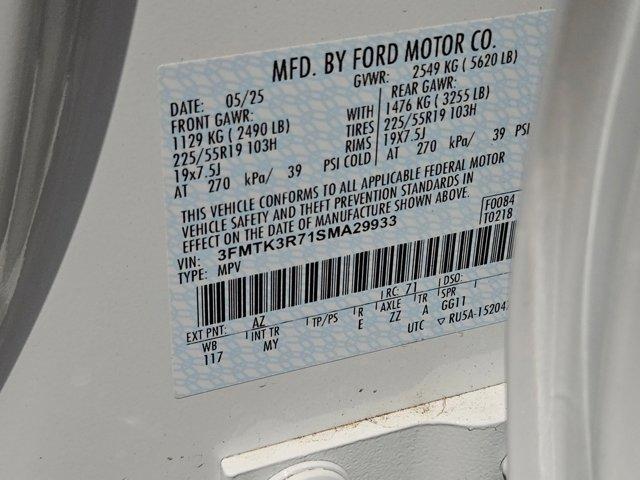 MFD. BY FORD MOTOR CO.
DATE: 05/25 GVWR: 2549 KG ( 5620 LB)
FRONT GAWR: REAR GAWR:
1129 KG ( 2490 LB) WITH 1476 KG ( 3255 LB)
225/55R19 103H TIRES 225/55R19 103H
19x7.5J RIMS 19x7.5J
AT 270 kPa/ 39 PSI COLD AT 270 kPa/ 39 PSI
THIS VEHICLE CONFORMS TO ALL APPLICABLE FEDERAL MOTOR
VEHICLE SAFETY AND THEFT PREVENTION STANDARDS IN
EFFECT ON THE DATE OF MANUFACTURE SHOWN ABOVE.
VIN: 3FMTK3R71SMA29933 F0084
TYPE: MPV T0218
EXT PNT: AZ RC: 71 DSO:
WB INT TR TP/PS R AXLE TR SPR
117 MY E ZZ A GG11
UTC ▽RU5A-15204